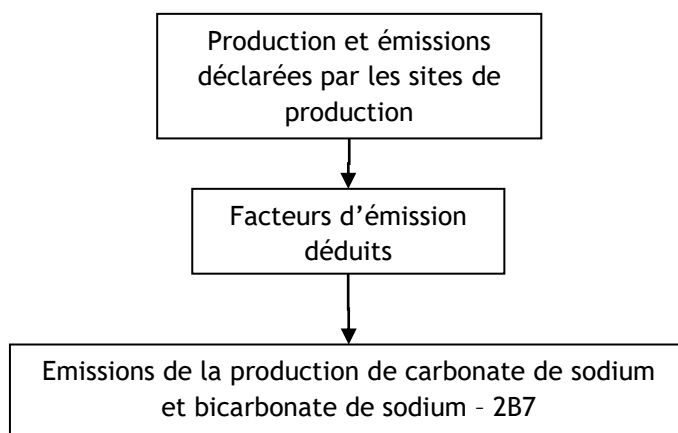 Production et émissions
déclarées par les sites de
production
Facteurs d’émission
déduits
Emissions de la production de carbonate de sodium
et bicarbonate de sodium – 2B7